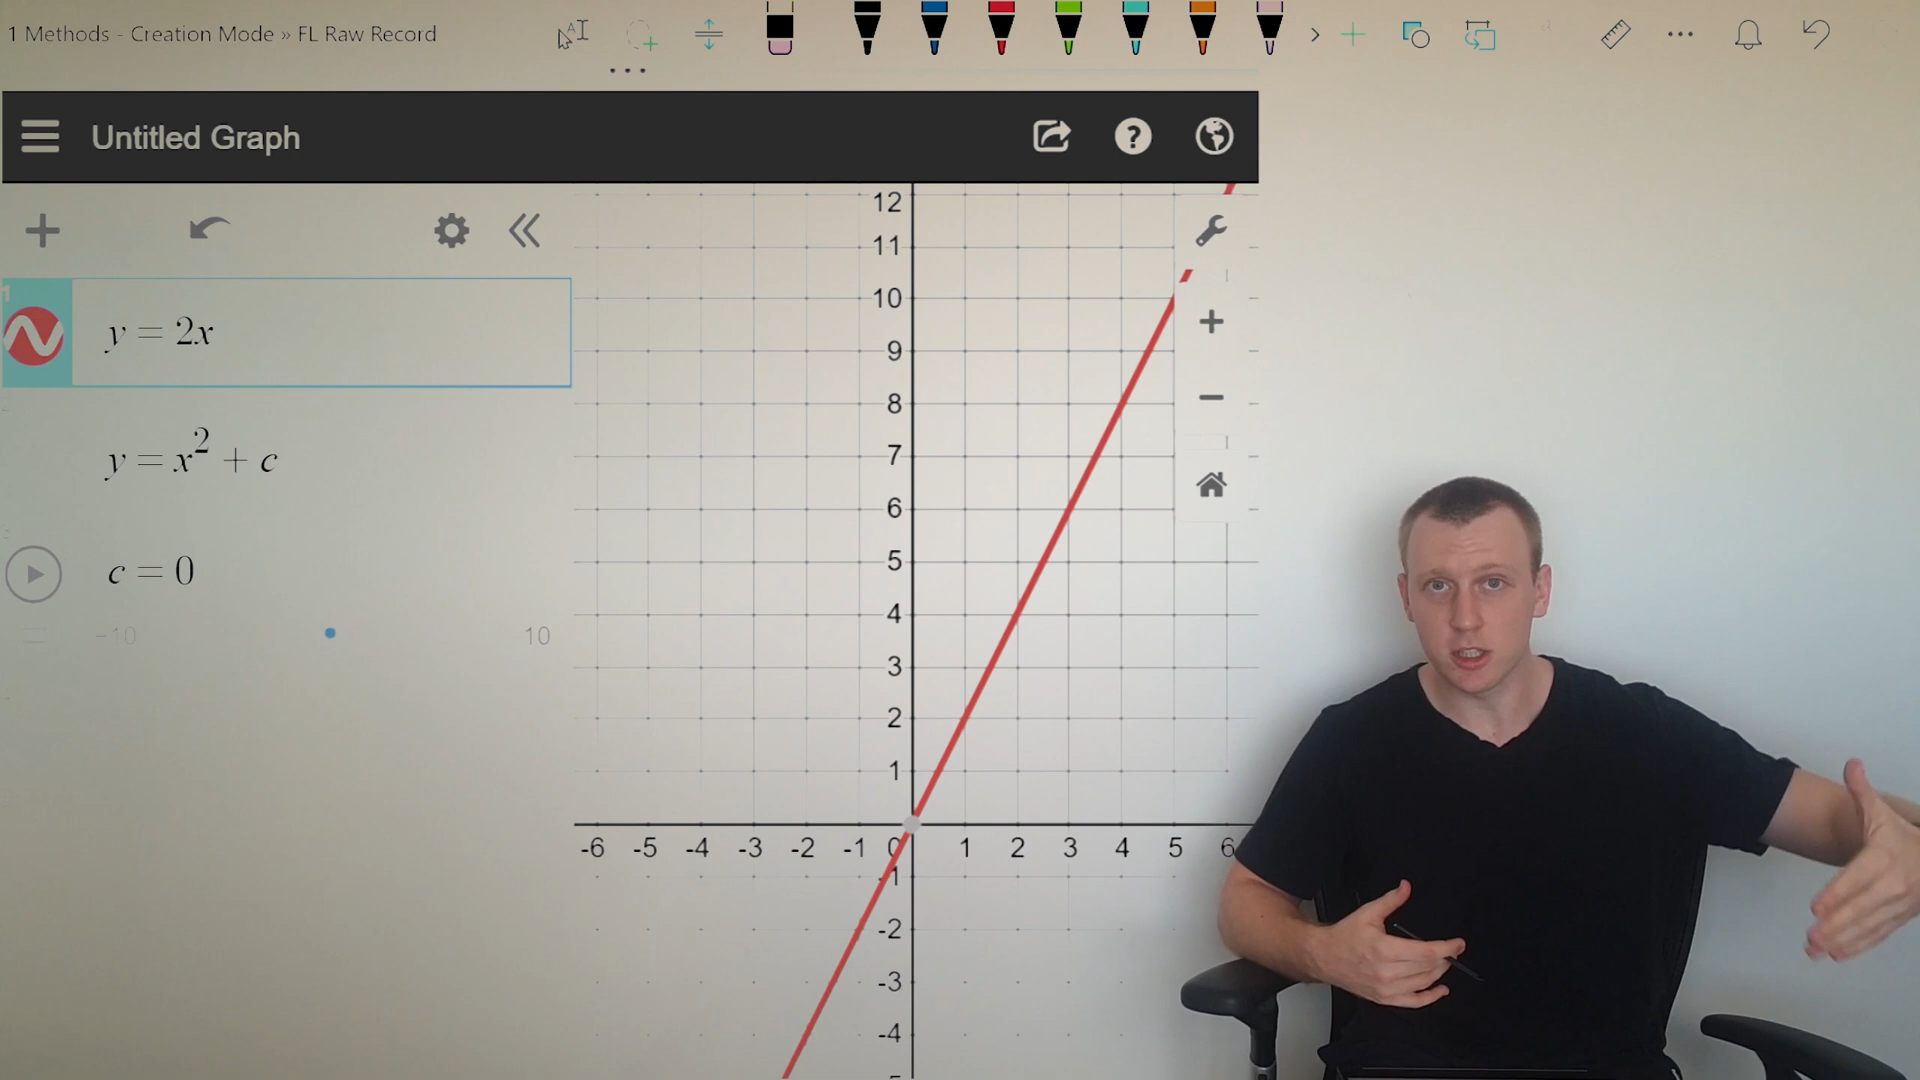 1 Methods - Creation Mode » FL Raw Record
AI
Untitled Graph
?
1
y = 2x
y = x² + c
c = 0
-10
10
12
11
10
9
8
7
6
5
4
3
2
1
-6 -5 -4 -3 -2 -1 0 1 2 3 4 5 6
-1
-2
-3
-4